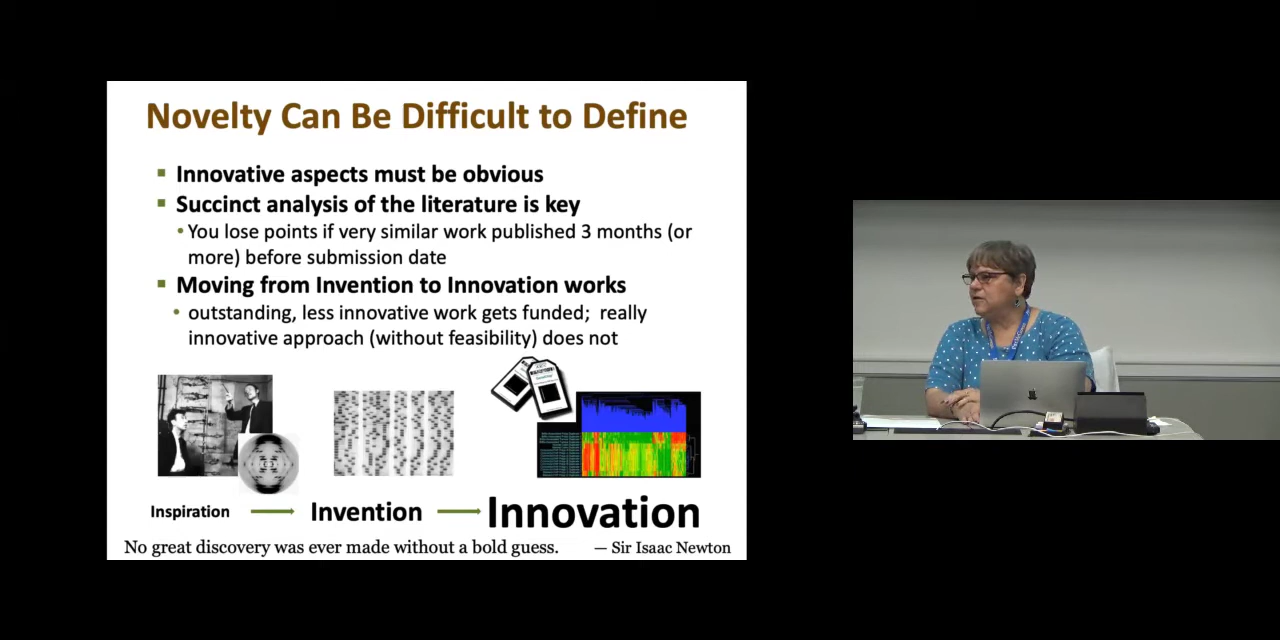 Novelty Can Be Difficult to Define
Innovative aspects must be obvious
Succinct analysis of the literature is key
You lose points if very similar work published 3 months (or
more) before submission date
Moving from Invention to Innovation works
outstanding, less innovative work gets funded;  really
innovative approach (without feasibility) does not
Inspiration
Invention
Innovation
No great discovery was ever made without a bold guess.
— Sir Isaac Newton